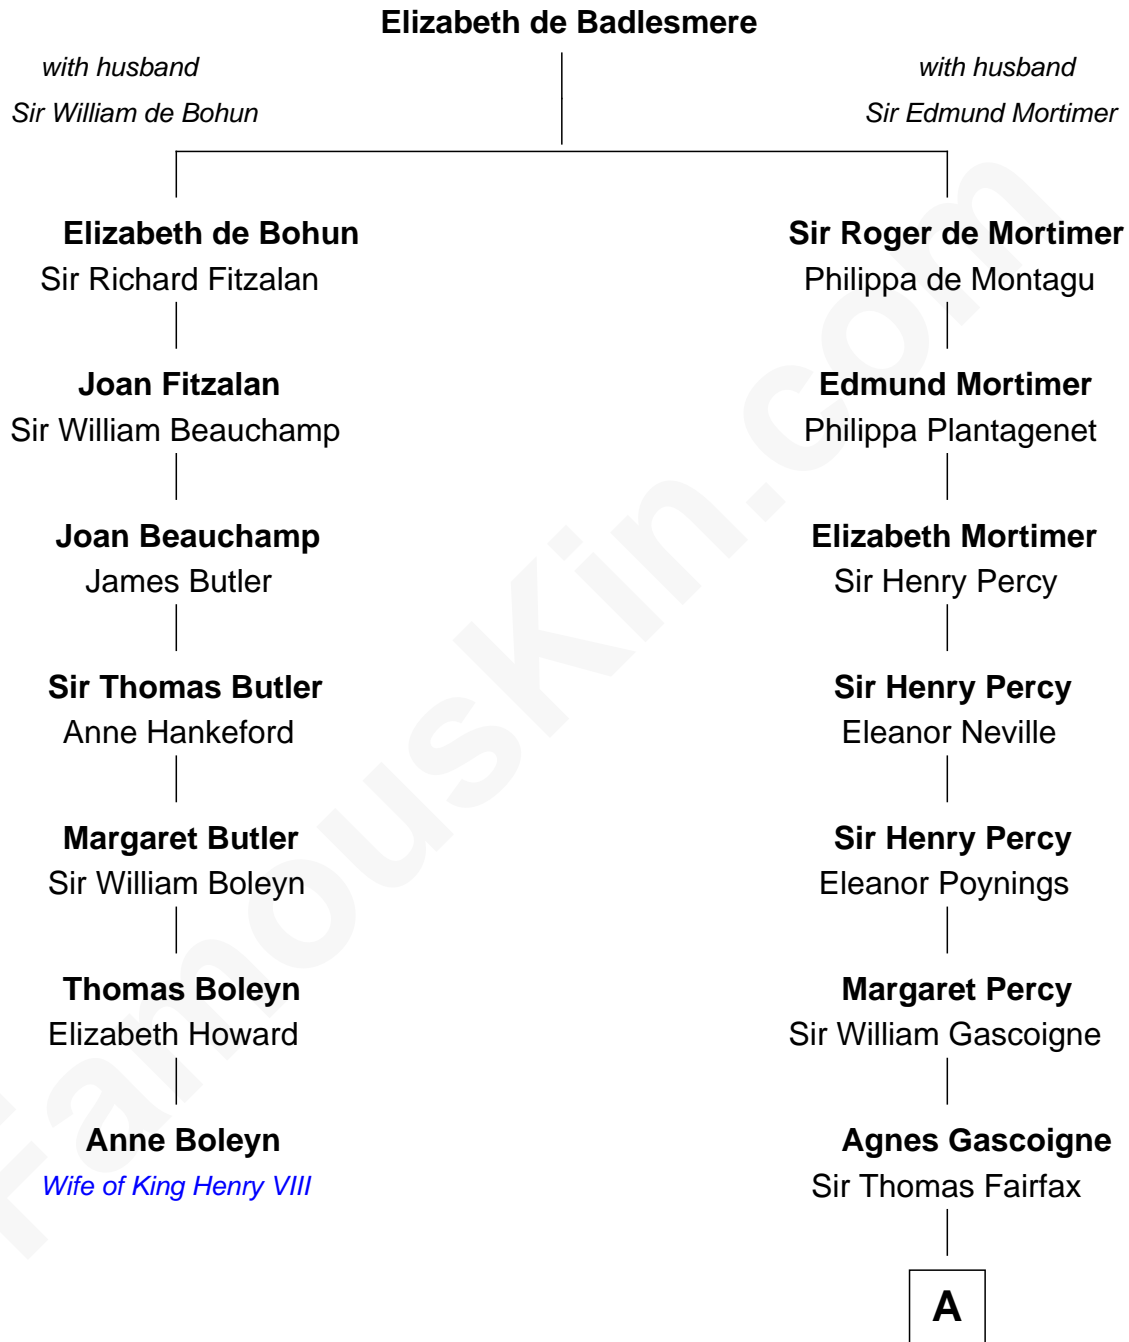 Elizabeth de Badlesmere
with husband
Sir William de Bohun
with husband
Sir Edmund Mortimer
Elizabeth de Bohun
Sir Richard Fitzalan
Joan Fitzalan
Sir William Beauchamp
Joan Beauchamp
James Butler
Sir Thomas Butler
Anne Hankeford
Margaret Butler
Sir William Boleyn
Thomas Boleyn
Elizabeth Howard
Anne Boleyn
Wife of King Henry VIII
Sir Roger de Mortimer
Philippa de Montagu
Edmund Mortimer
Philippa Plantagenet
Elizabeth Mortimer
Sir Henry Percy
Sir Henry Percy
Eleanor Neville
Sir Henry Percy
Eleanor Poynings
Margaret Percy
Sir William Gascoigne
Agnes Gascoigne
Sir Thomas Fairfax
A
FamousKin.com